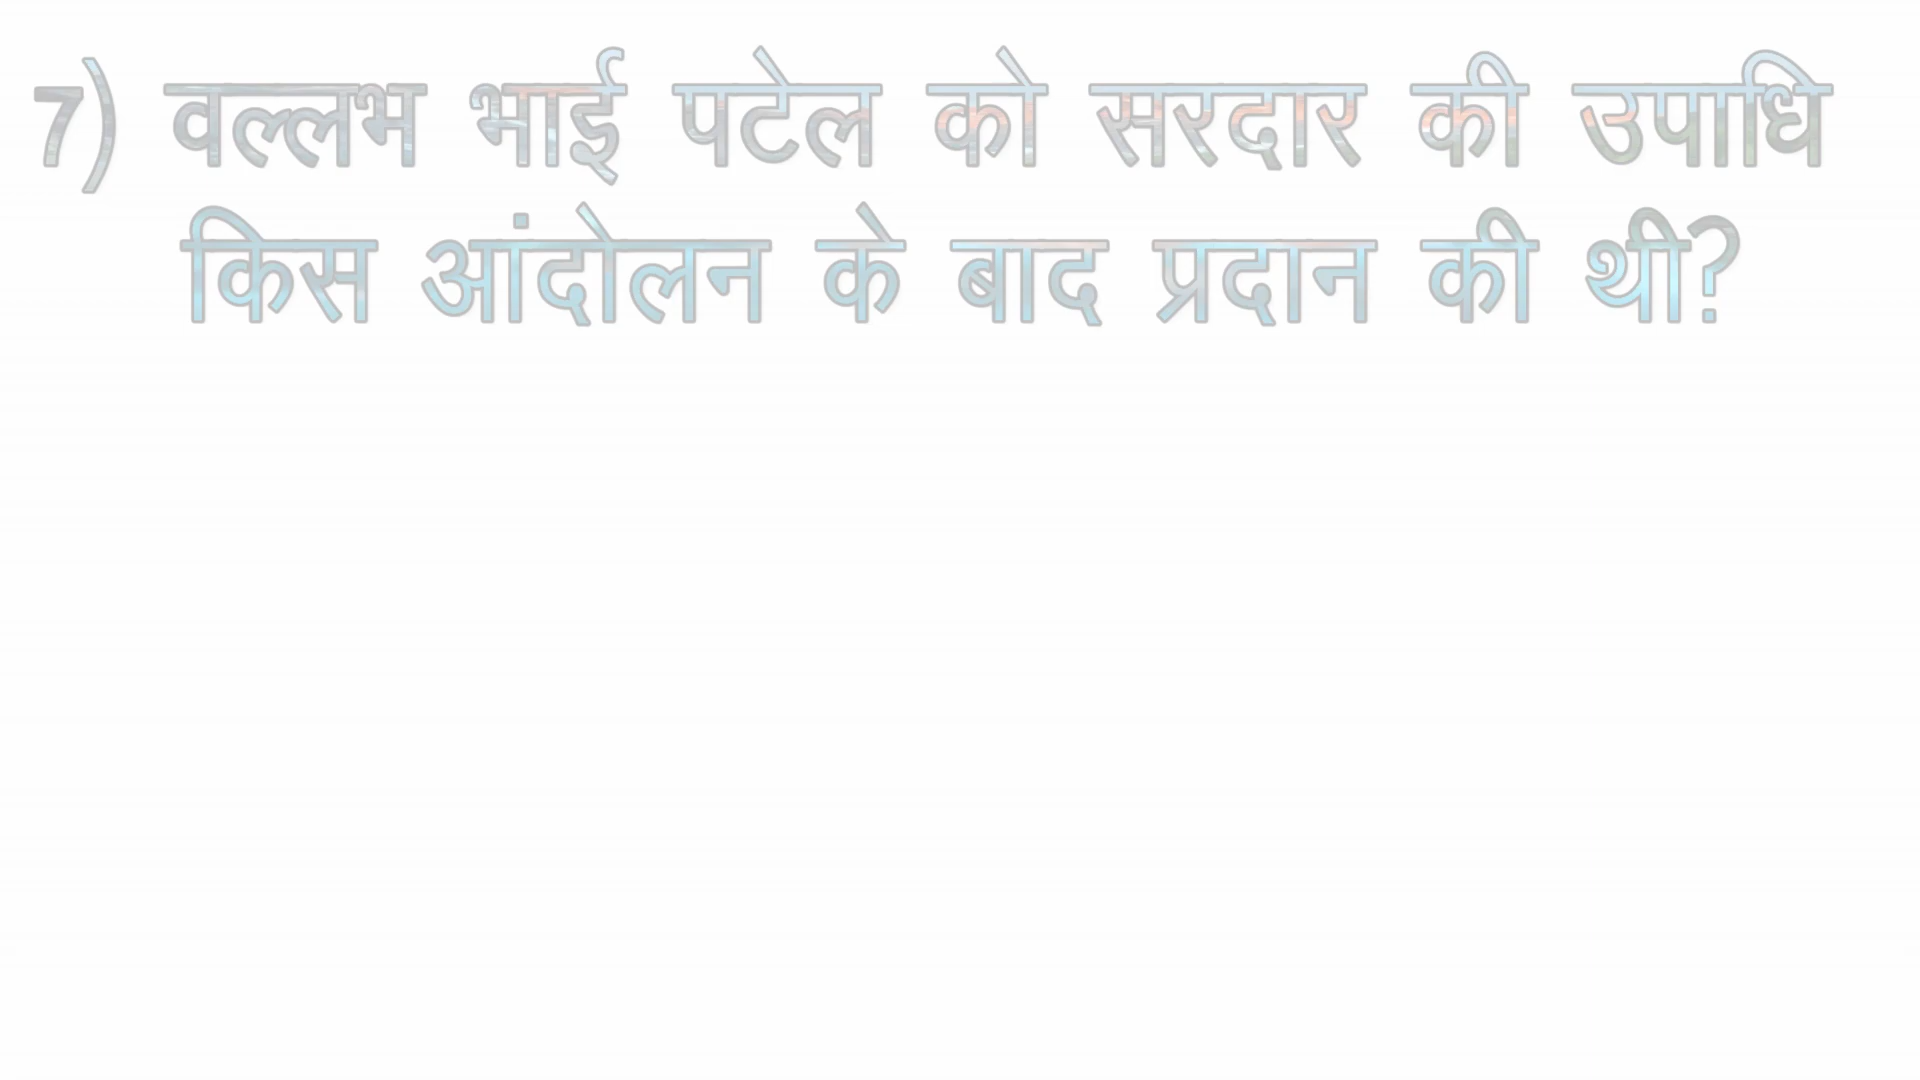 7) वल्लभ भाई पटेल को सरदार की उपाधि
किस आंदोलन के बाद प्रदान की थी?